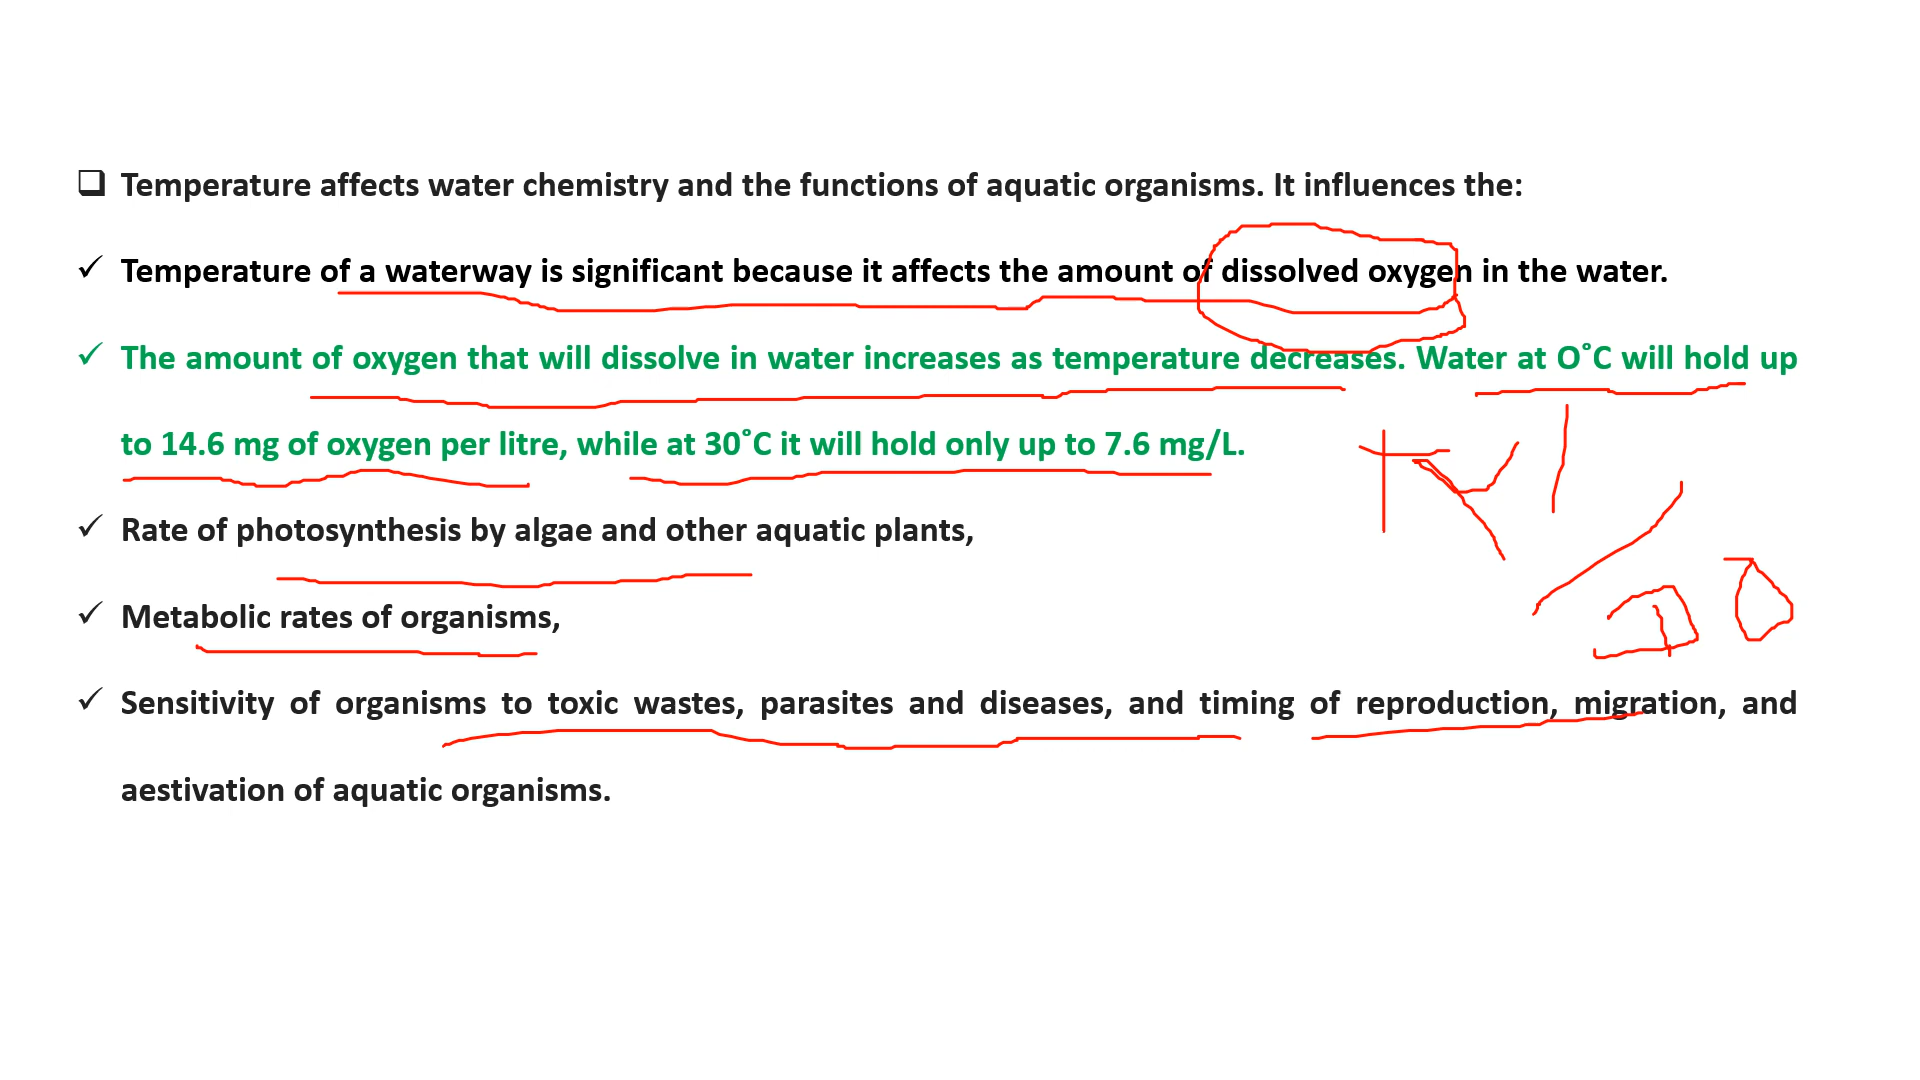 Temperature affects water chemistry and the functions of aquatic organisms. It influences the:
Temperature of a waterway is significant because it affects the amount of dissolved oxygen in the water.
The amount of oxygen that will dissolve in water increases as temperature decreases. Water at O˚C will hold up
to 14.6 mg of oxygen per litre, while at 30˚C it will hold only up to 7.6 mg/L.
Rate of photosynthesis by algae and other aquatic plants,
Metabolic rates of organisms,
Sensitivity of organisms to toxic wastes, parasites and diseases, and timing of reproduction, migration, and
aestivation of aquatic organisms.